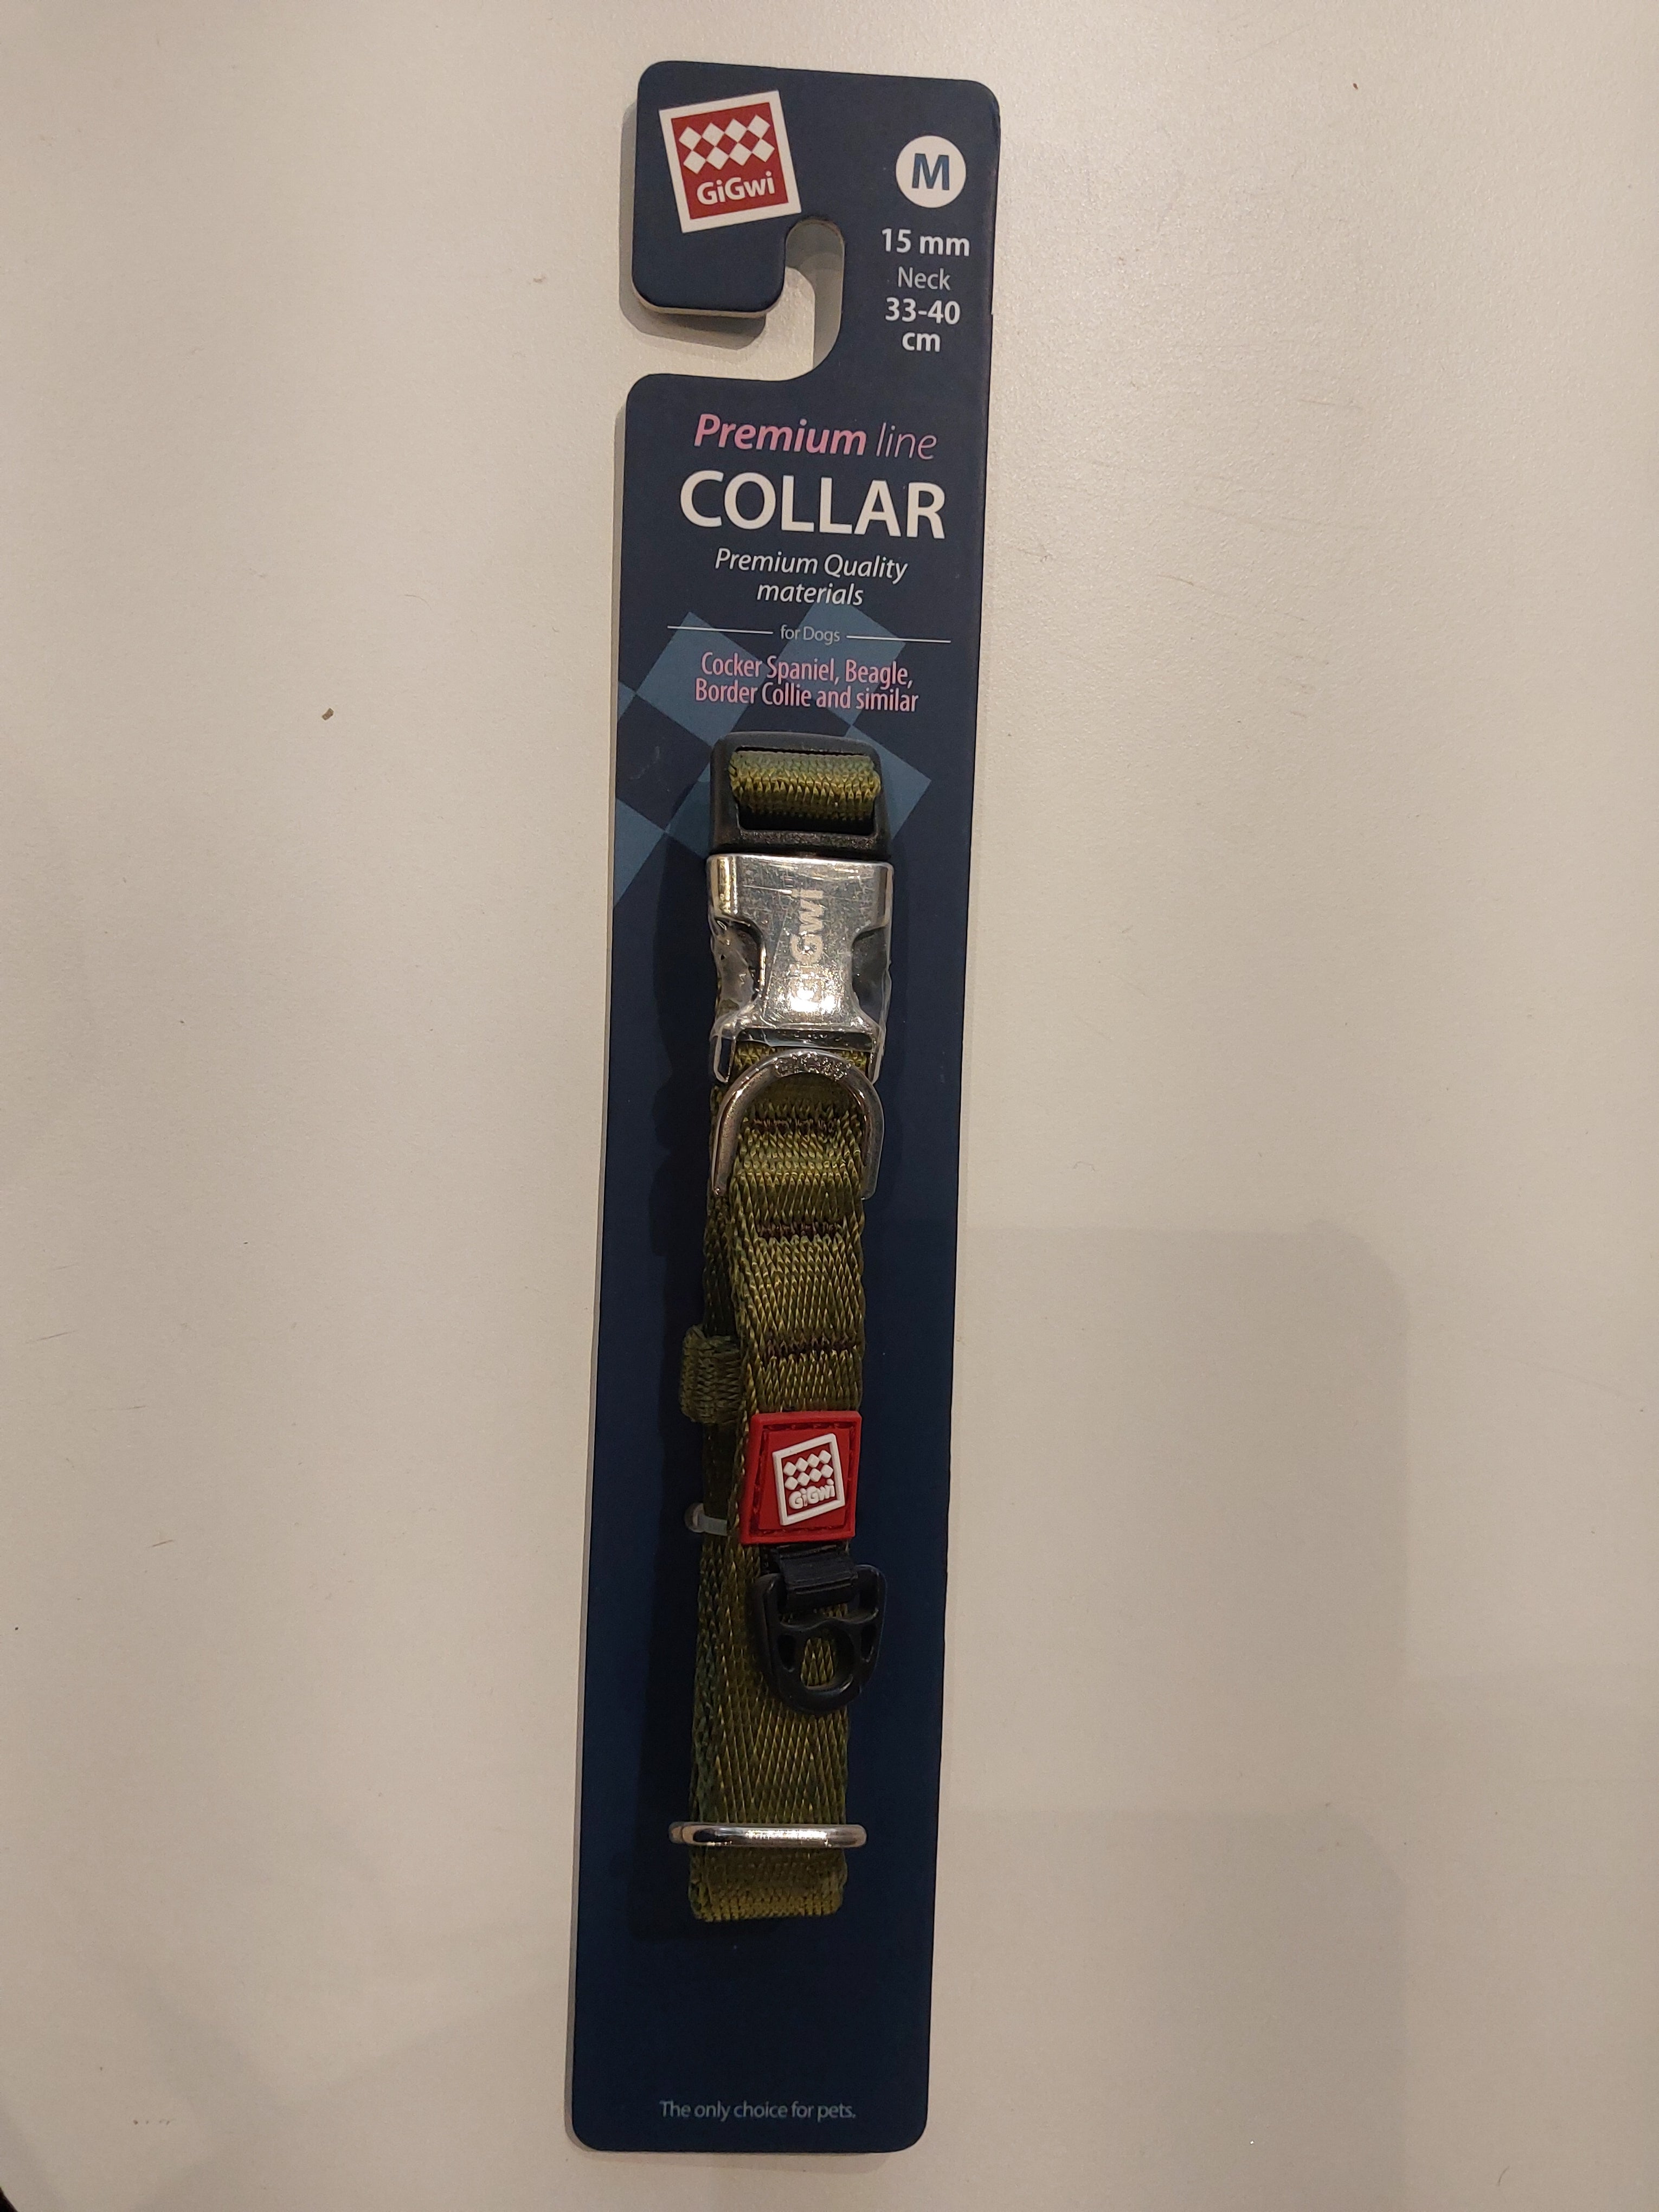 GiGwi
M
15 mm
Neck
33-40
cm
Premium line
COLLAR
Premium Quality
materials
for Dogs
Cocker Spaniel, Beagle,
Border Collie and similar
GiGwi
GiGwi
The only choice for pets.